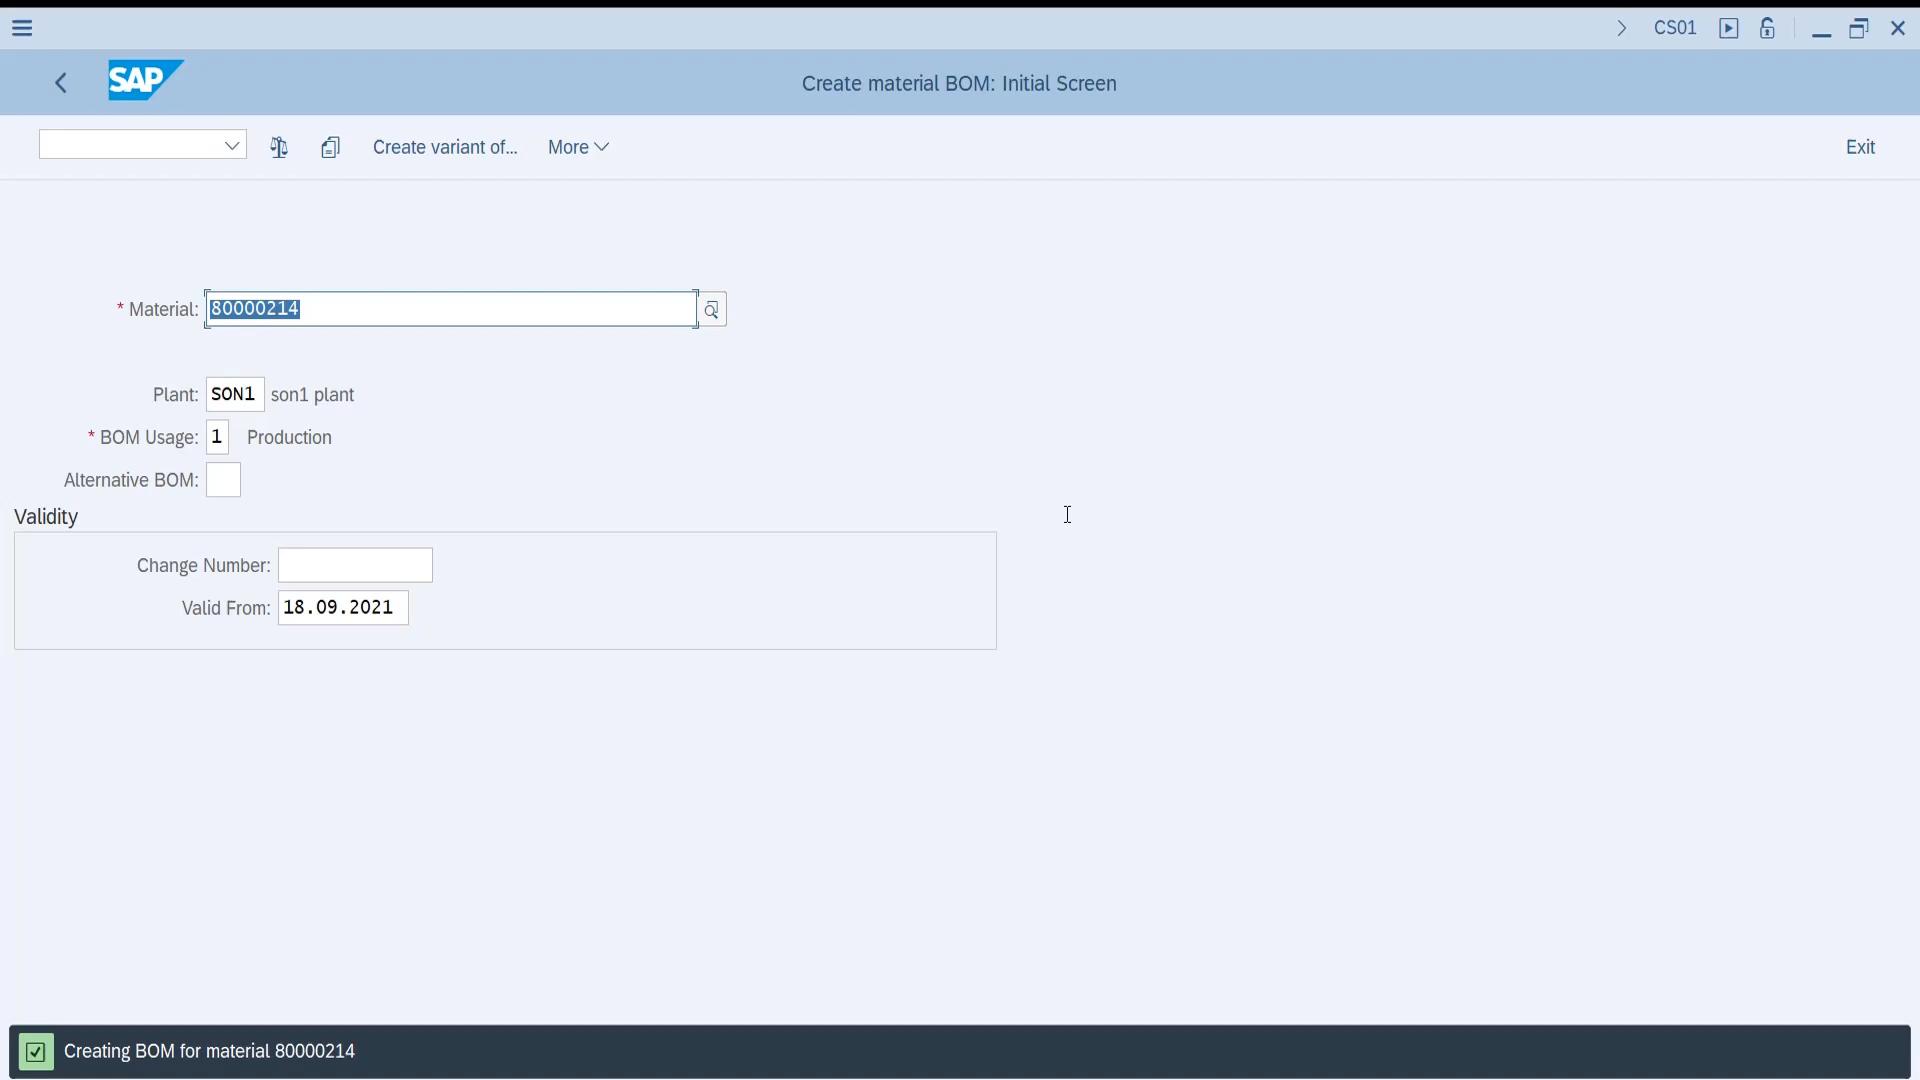 CS01
SAP
Create material BOM: Initial Screen
Create variant of... More Exit
* Material: 80000214
Plant: SON1 son1 plant
* BOM Usage: 1 Production
Alternative BOM:
Validity
Change Number:
Valid From: 18.09.2021
Creating BOM for material 80000214